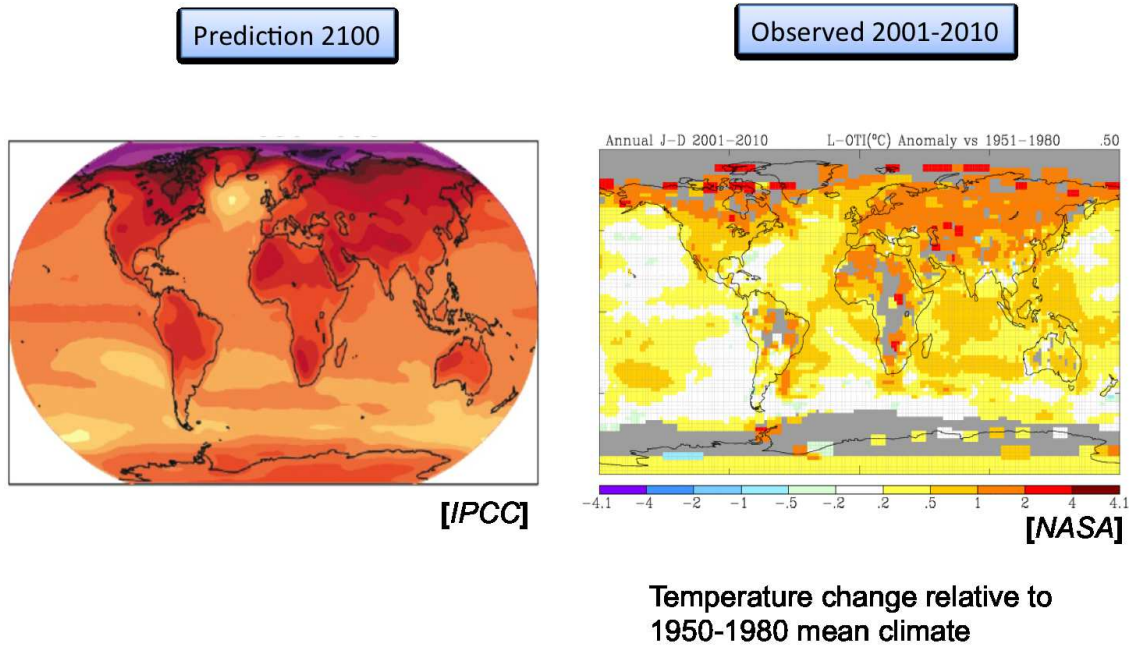 Prediction 2100
Observed 2001-2010
Annual J-D 2001-2010 L-OTI(°C) Anomaly vs 1951-1980 .50
-4.1 -4 -2 -1 -.5 -.2 .2 .5 1 2 4 4.1
[IPCC]
[NASA]
Temperature change relative to
1950-1980 mean climate